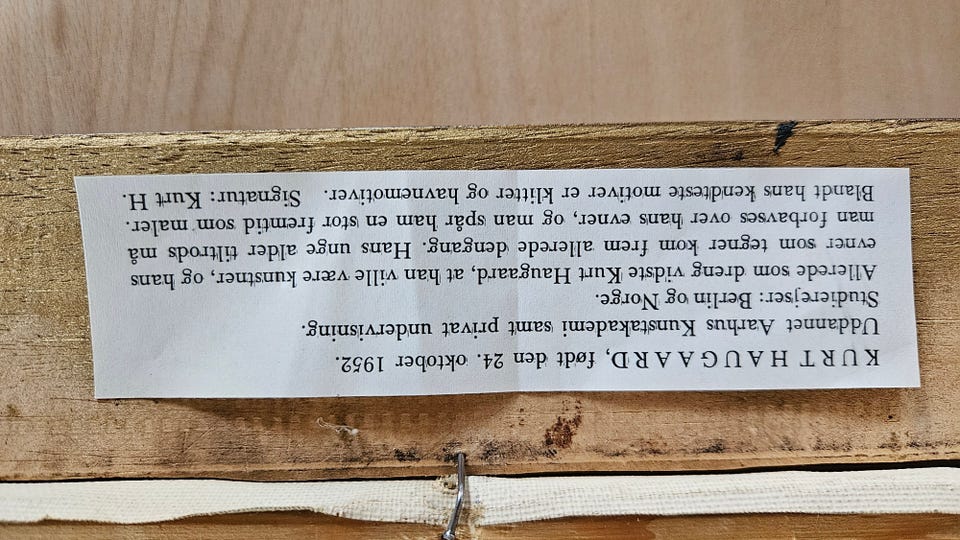 KURT HAUGAARD, født den 24. oktober 1952.
Uddannet Aarhus Kunstakademi samt privat undervisning.
Studierejser: Berlin og Norge.
Allerede som dreng vidste Kurt Haugaard, at han ville være kunstner, og hans
evner som tegner kom frem allerede dengang. Hans unge alder tiltrods må
man forbavses over hans evner, og man spår ham en stor fremtid som maler.
Blandt hans kendteste motiver er klitter og havnemotiver. Signatur: Kurt H.